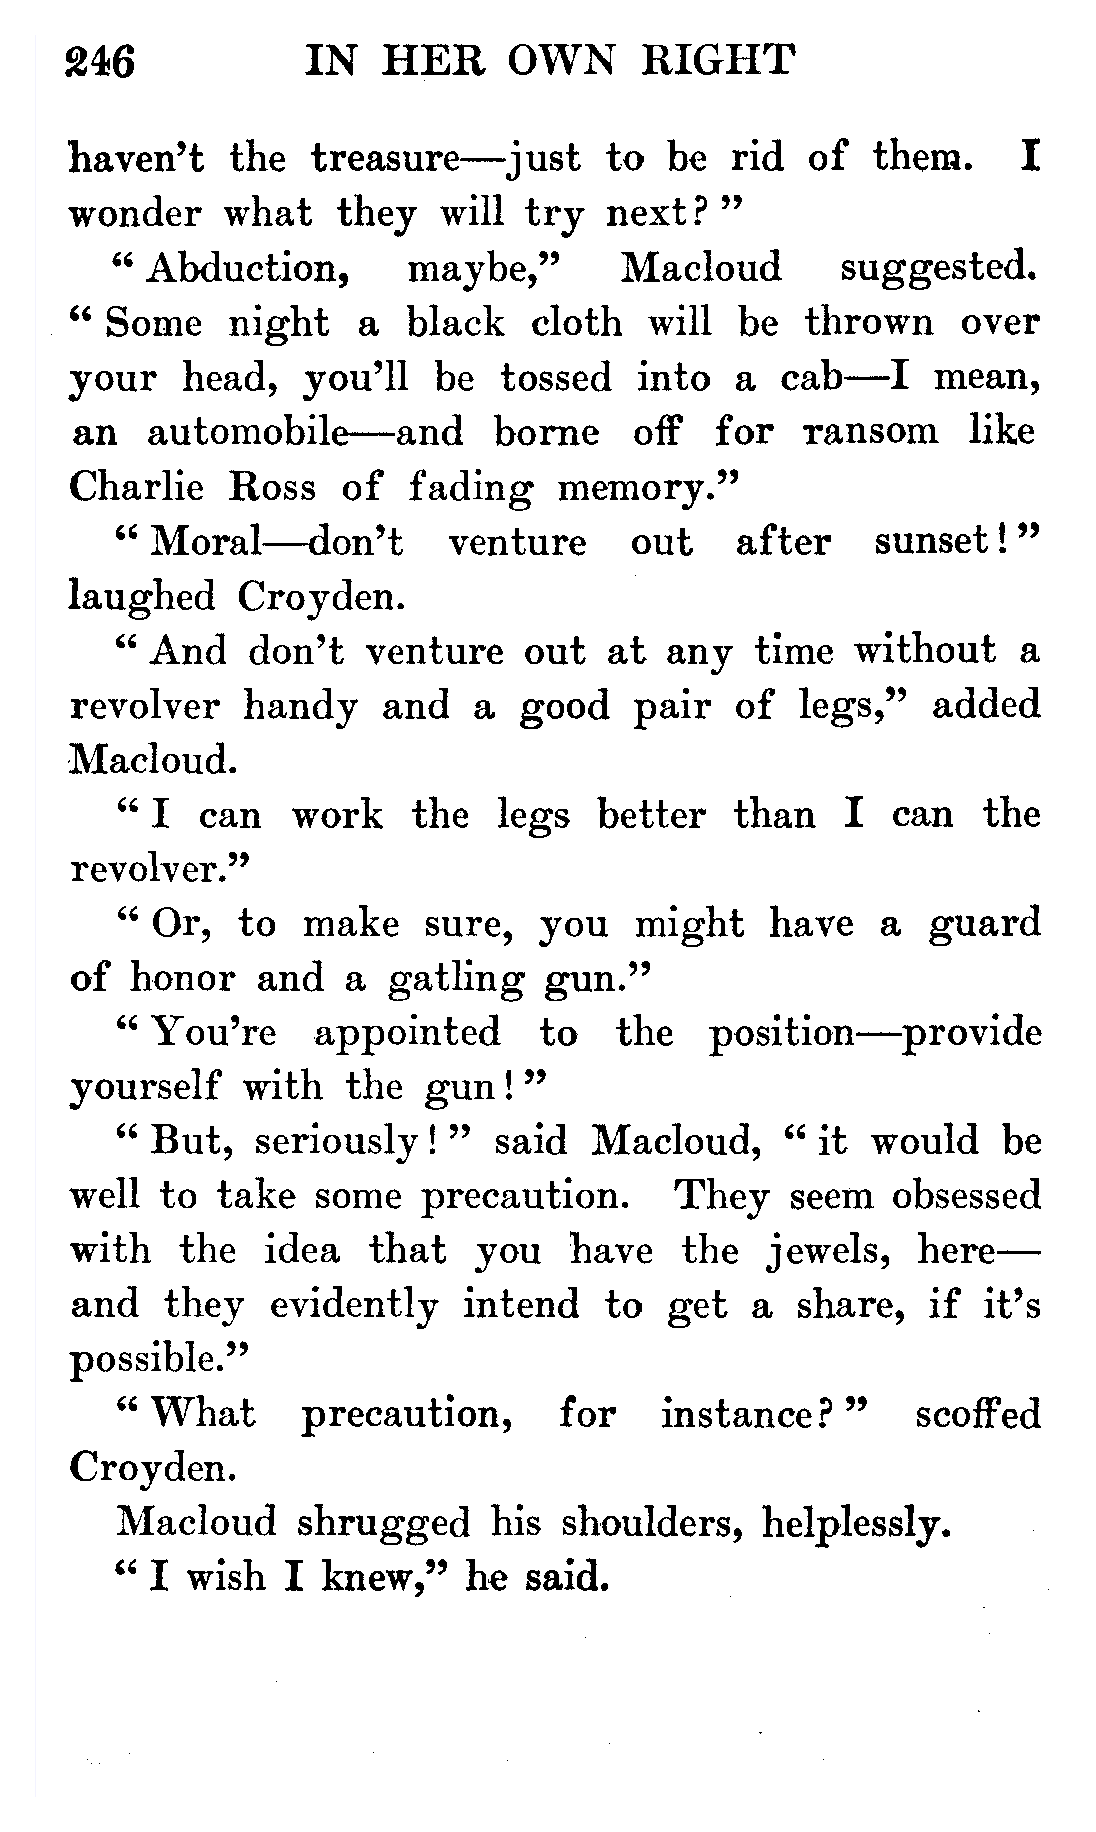 246 IN HER OWN RIGHT
haven't the treasure—just to be rid of them. I
wonder what they will try next? ”
“ Abduction, maybe,” Macloud suggested.
“ Some night a black cloth will be thrown over
your head, you'll be tossed into a cab—I mean,
an automobile—and borne off for ransom like
Charlie Ross of fading memory.”
“ Moral—don't venture out after sunset! ”
laughed Croyden.
“ And don't venture out at any time without a
revolver handy and a good pair of legs,” added
Macloud.
“ I can work the legs better than I can the
revolver.”
“ Or, to make sure, you might have a guard
of honor and a gatling gun.”
“ You're appointed to the position—provide
yourself with the gun! ”
“ But, seriously! ” said Macloud, “ it would be
well to take some precaution. They seem obsessed
with the idea that you have the jewels, here—
and they evidently intend to get a share, if it's
possible.”
“ What precaution, for instance? ” scoffed
Croyden.
Macloud shrugged his shoulders, helplessly.
“ I wish I knew,” he said.